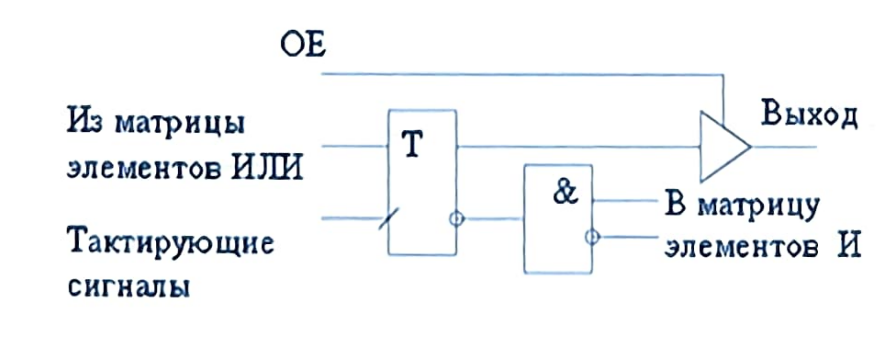 OE
Из матрицы
элементов ИЛИ
T
Выход
&
В матрицу
элементов И
Тактирующие
сигналы